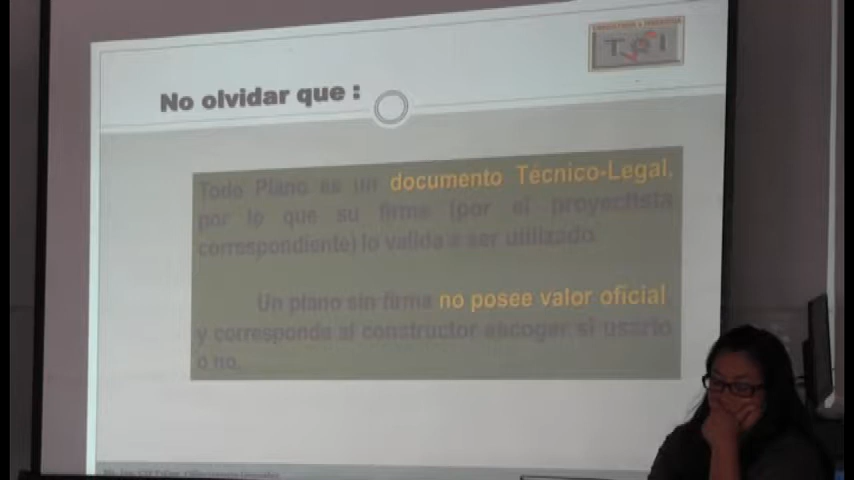 No olvidar que :
TQI
Todo Plano es un documento Técnico-Legal,
por lo que su firma (por el proyectista
correspondiente) lo valida a ser utilizado.
Un plano sin firma no posee valor oficial
y corresponde al constructor escoger si usarlo
o no.